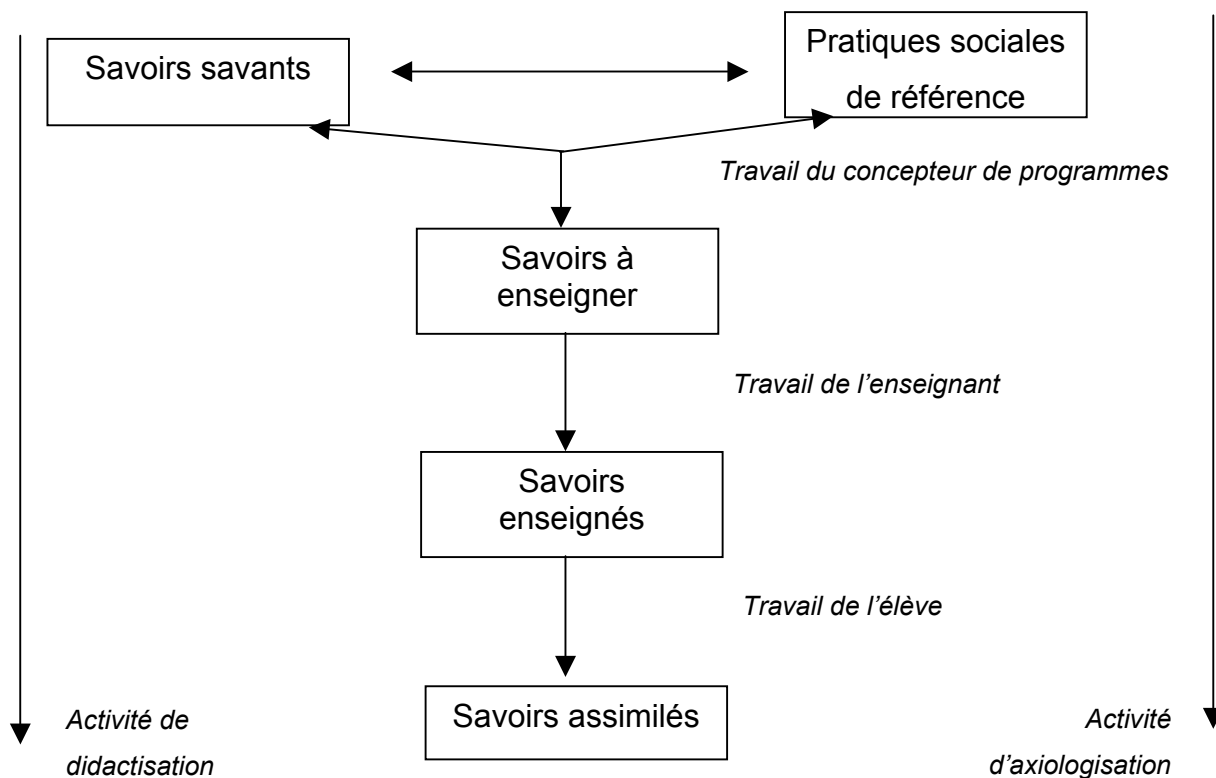 Savoirs savants
Pratiques sociales
de référence
Travail du concepteur de programmes
Savoirs à
enseigner
Travail de l’enseignant
Savoirs
enseignés
Travail de l’élève
Savoirs assimilés
Activité de
didactisation
Activité
d’axiologisation